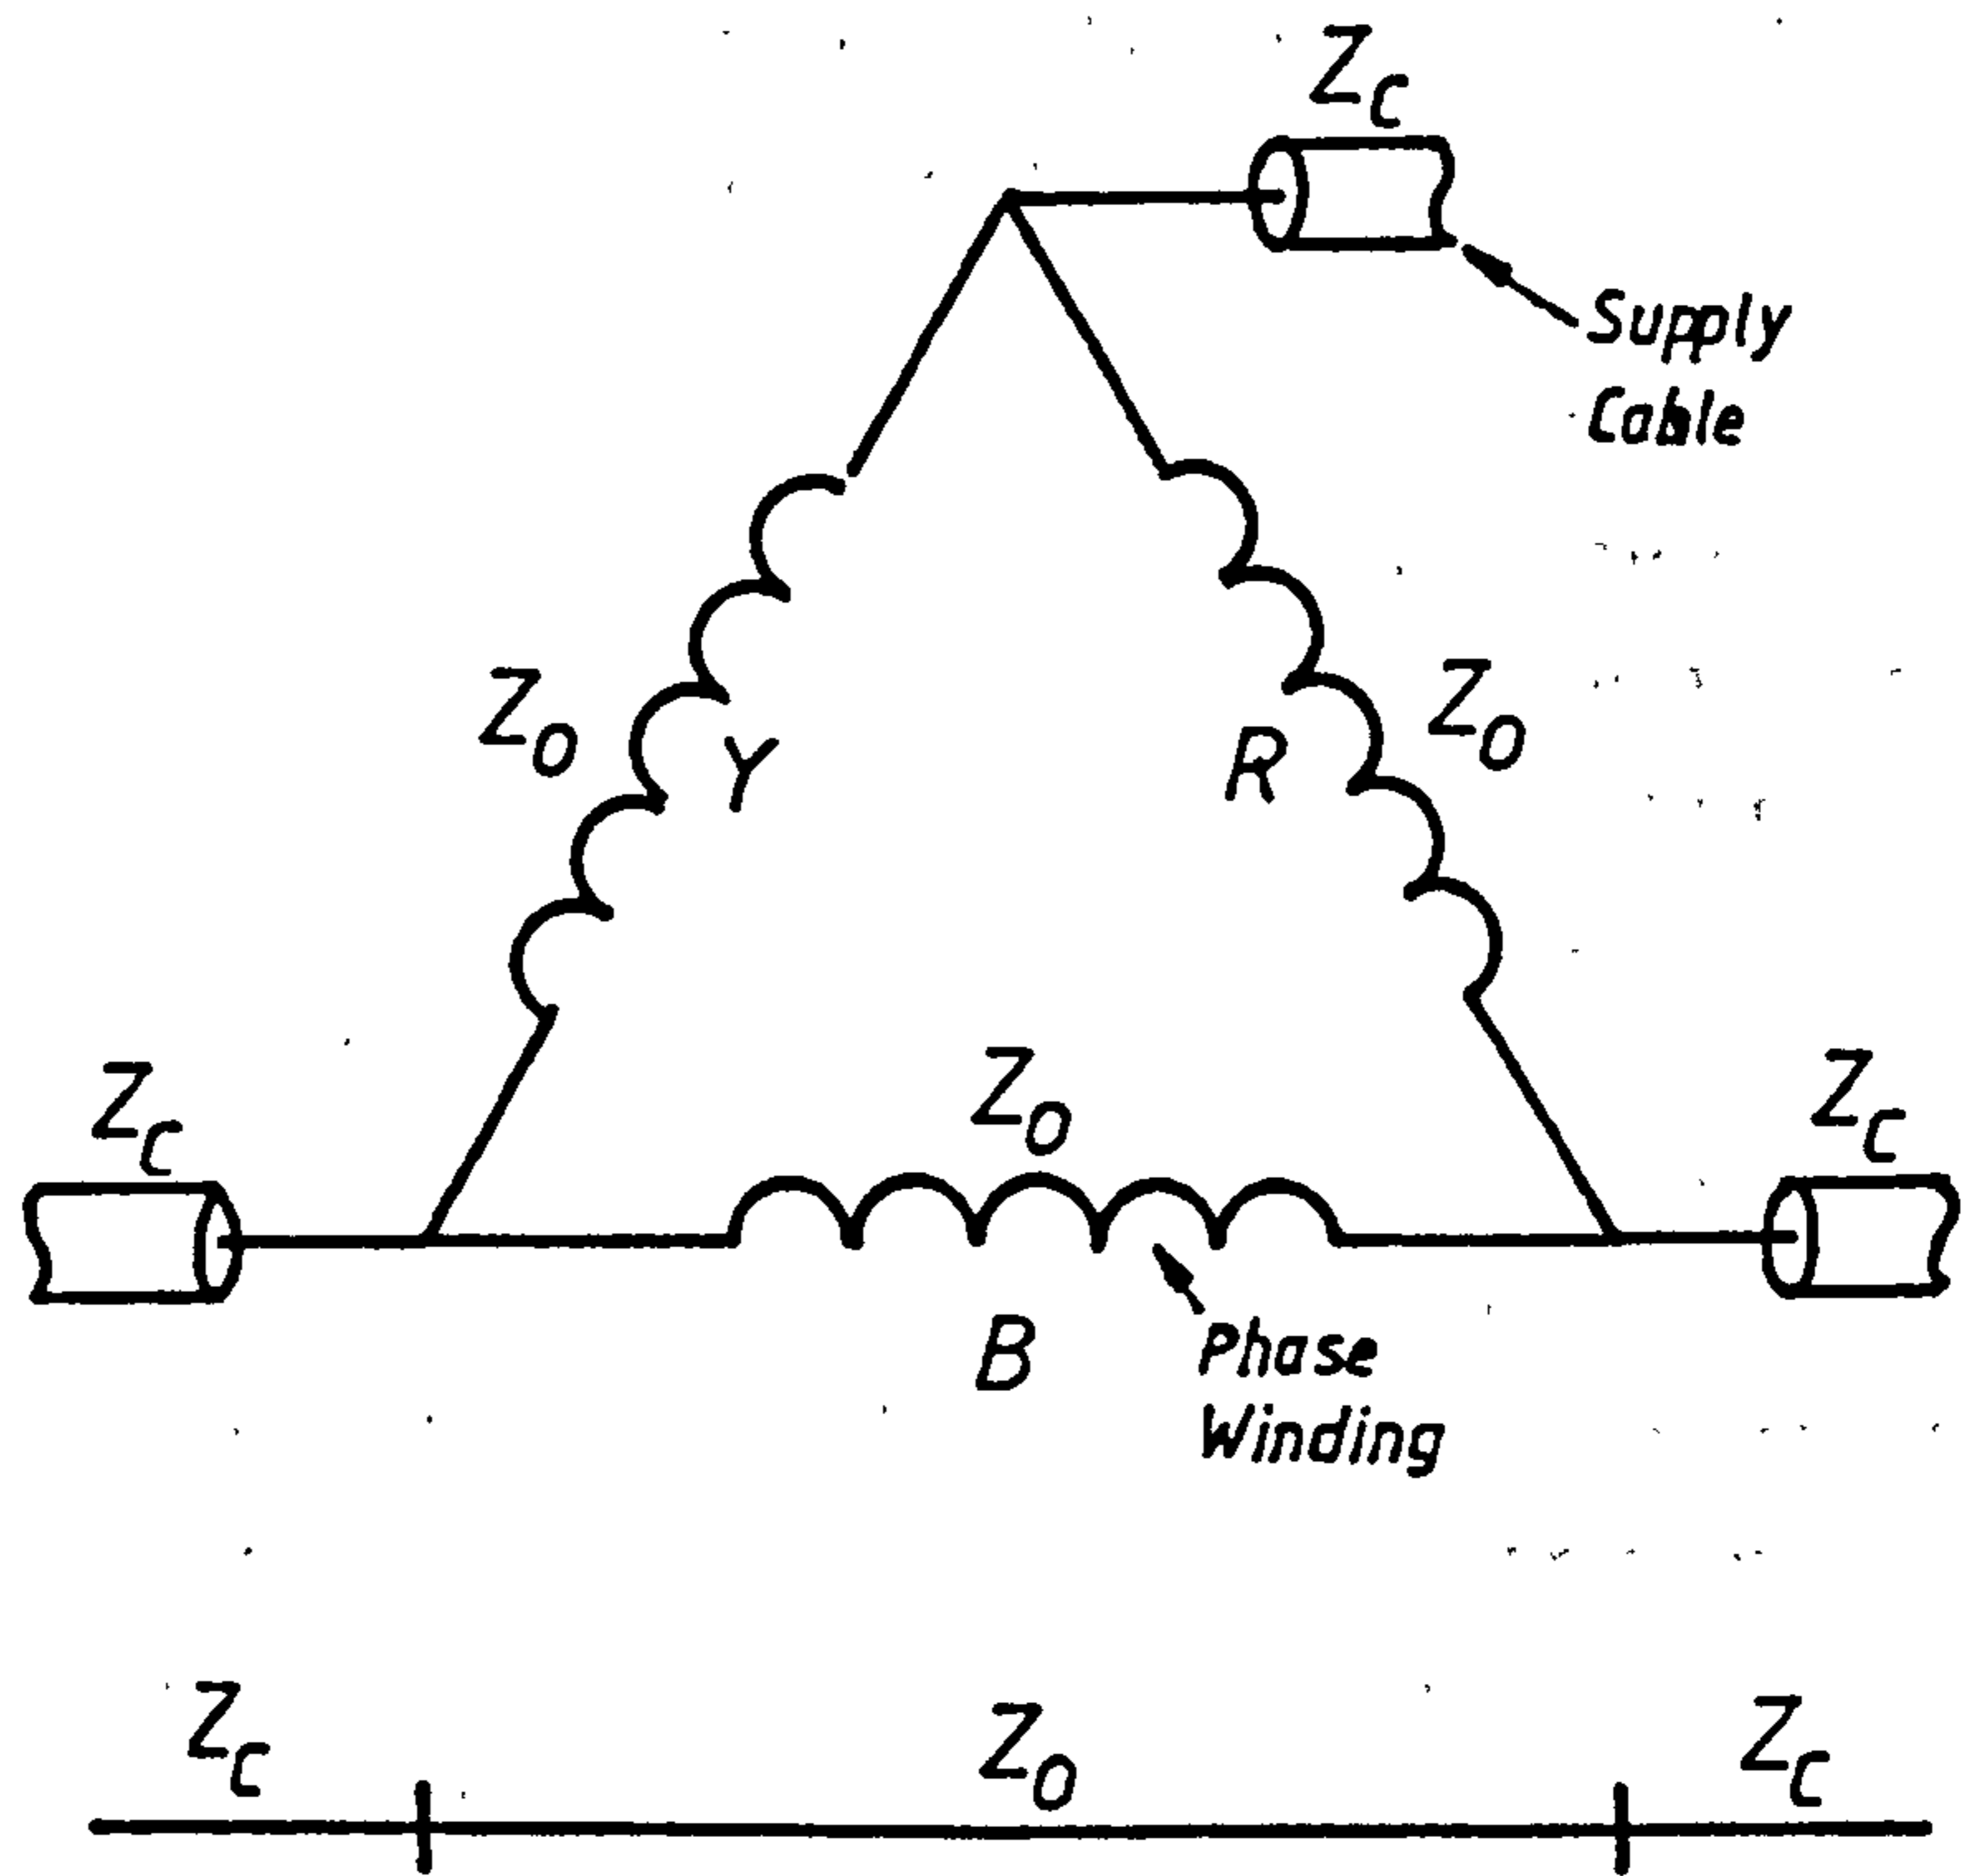 Z_C
Supply
Cable
Z_O
Y
R
Z_O
Z_C
Z_O
Z_C
B
Phase
Winding
Z_C
Z_O
Z_C